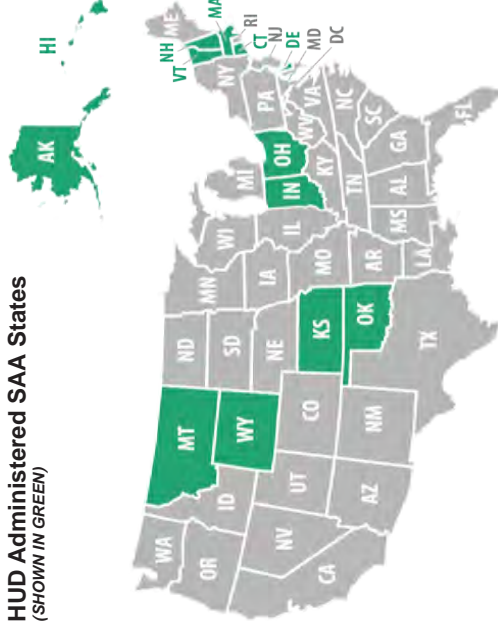 HUD Administered SAA States
(SHOWN IN GREEN)
AK
HI
WA
MT
ND
MN
WI
MI
NY
VT
NH
ME
MA
RI
CT
NJ
DE
MD
DC
OR
ID
WY
SD
IA
IL
IN
OH
PA
NV
UT
CO
NE
KS
MO
KY
WV
VA
CA
AZ
NM
OK
AR
TN
NC
SC
TX
LA
MS
AL
GA
FL